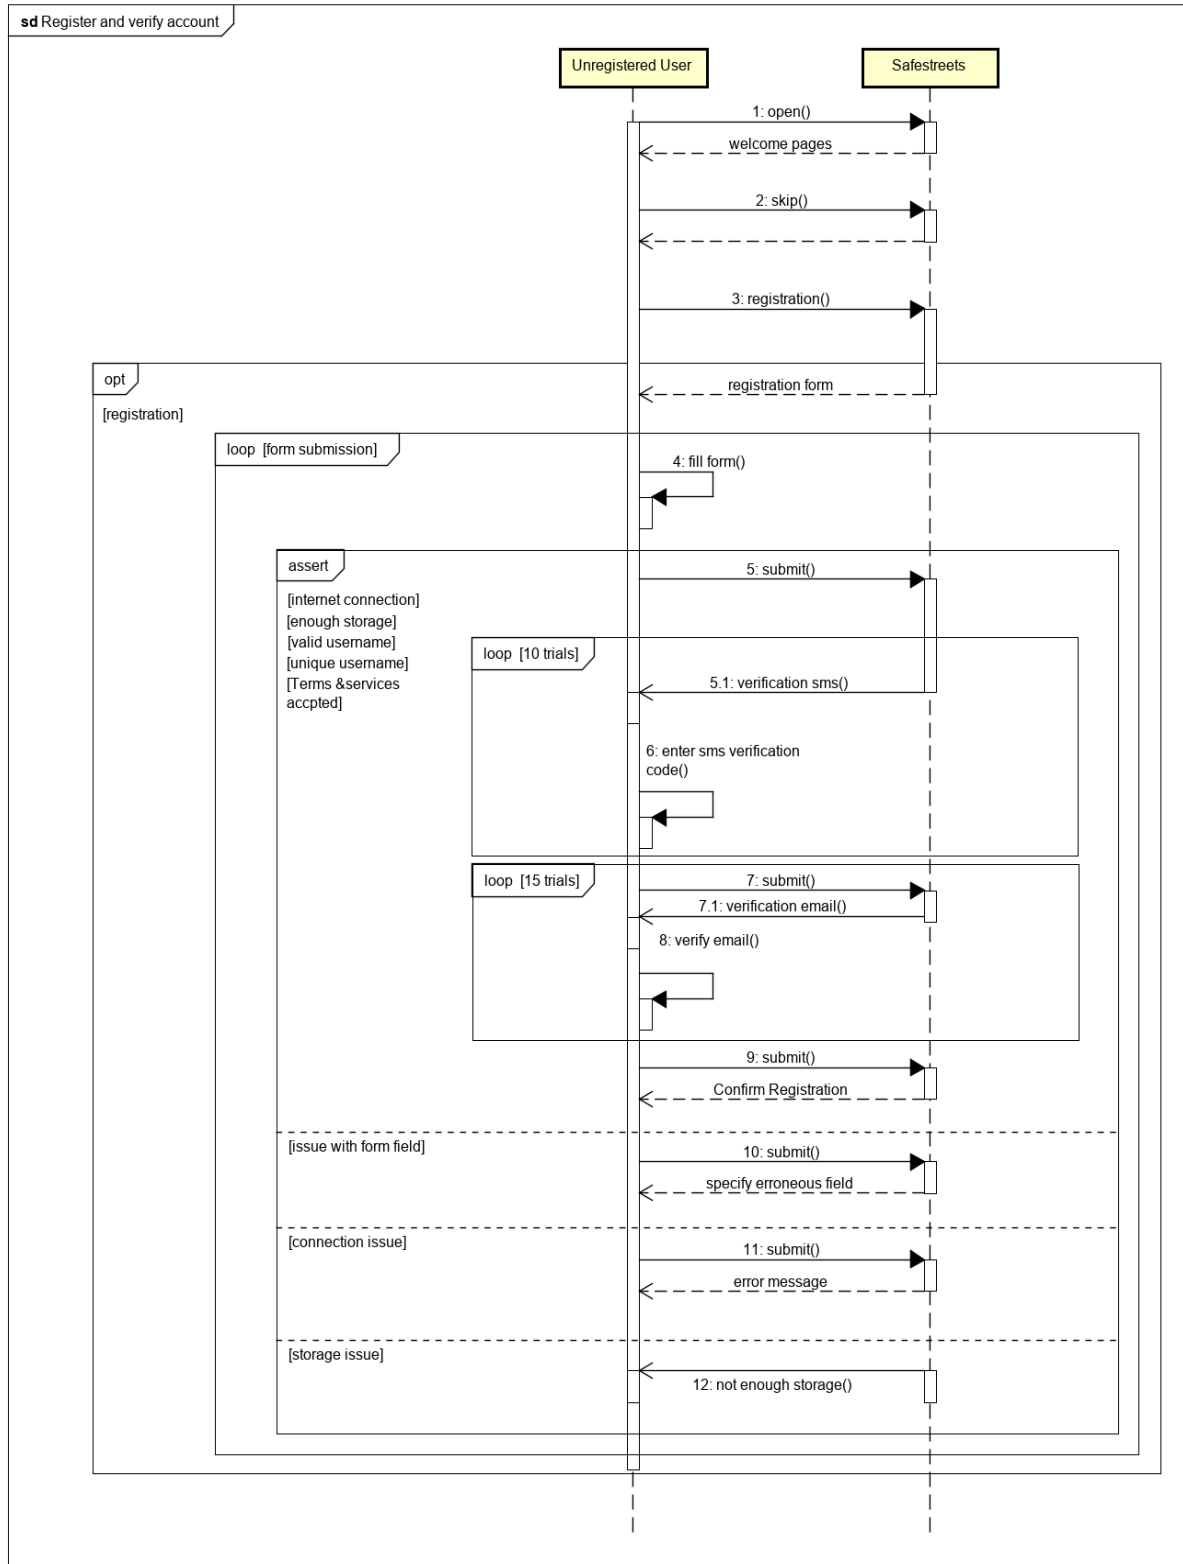 sd Register and verify account
Unregistered User
Safestreets
1: open()
welcome pages
2: skip()
3: registration()
opt
[registration]
registration form
loop [form submission]
4: fill form()
assert
[internet connection]
[enough storage]
[valid username]
[unique username]
[Terms &services
accpted]
5: submit()
loop [10 trials]
5.1: verification sms()
6: enter sms verification
code()
loop [15 trials]
7: submit()
7.1: verification email()
8: verify email()
9: submit()
Confirm Registration
[issue with form field]
10: submit()
specify erroneous field
[connection issue]
11: submit()
error message
[storage issue]
12: not enough storage()